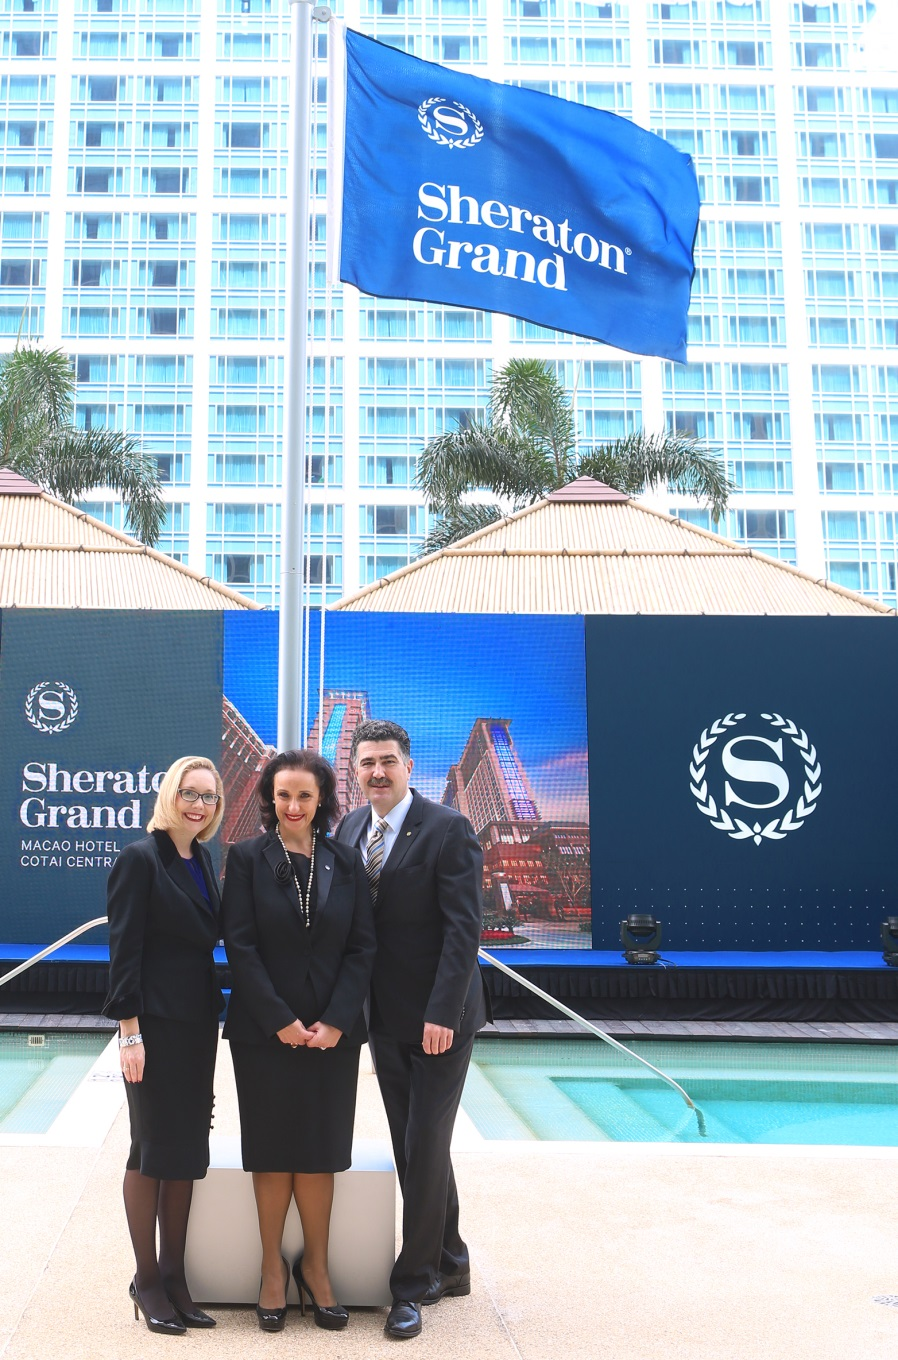 S
Sheraton®
Grand
S
Sherato
Grand
MACAO HOTEL
COTAI CENTRA
S